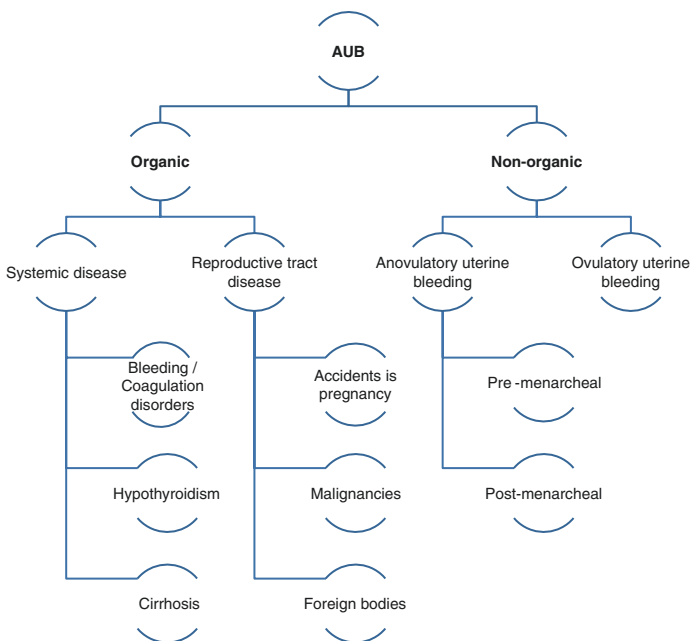 AUB
Organic
Non-organic
Systemic disease
Reproductive tract
disease
Anovulatory uterine
bleeding
Ovulatory uterine
bleeding
Bleeding /
Coagulation
disorders
Accidents is
pregnancy
Pre -menarcheal
Hypothyroidism
Malignancies
Post-menarcheal
Cirrhosis
Foreign bodies